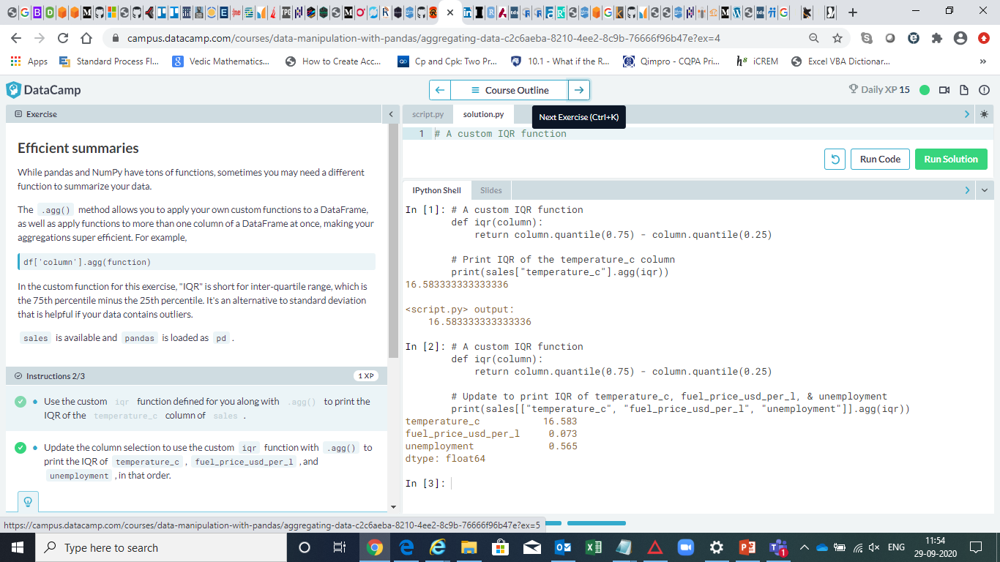 campus.datacamp.com/courses/data-manipulation-with-pandas/aggregating-data-c2c6aeba-8210-4ee2-8c9b-76666f96b47e?ex=4
Apps
Standard Process Fl...
Vedic Mathematics...
How to Create Acc...
Cp and Cpk: Two Pr...
10.1 - What if the R...
Qimpro - CQPA Pri...
iCREM
Excel VBA Dictionar...
»
DataCamp
Course Outline
Daily XP 15
Exercise
script.py
solution.py
Next Exercise (Ctrl+K)
1 # A custom IQR function
Run Code
Run Solution
Efficient summaries
While pandas and NumPy have tons of functions, sometimes you may need a different
function to summarize your data.
The .agg() method allows you to apply your own custom functions to a DataFrame,
as well as apply functions to more than one column of a DataFrame at once, making your
aggregations super efficient. For example,
df['column'].agg(function)
In the custom function for this exercise, "IQR" is short for inter-quartile range, which is
the 75th percentile minus the 25th percentile. It's an alternative to standard deviation
that is helpful if your data contains outliers.
sales is available and pandas is loaded as pd .
Instructions 2/3
1 XP
Use the custom iqr function defined for you along with .agg() to print the
IQR of the temperature_c column of sales .
Update the column selection to use the custom iqr function with .agg() to
print the IQR of temperature_c , fuel_price_usd_per_l , and
unemployment , in that order.
IPython Shell
Slides
In [1]: # A custom IQR function
def iqr(column):
return column.quantile(0.75) - column.quantile(0.25)
# Print IQR of the temperature_c column
print(sales["temperature_c"].agg(iqr))
16.583333333333336
<script.py> output:
16.583333333333336
In [2]: # A custom IQR function
def iqr(column):
return column.quantile(0.75) - column.quantile(0.25)
# Update to print IQR of temperature_c, fuel_price_usd_per_l, & unemployment
print(sales[["temperature_c", "fuel_price_usd_per_l", "unemployment"]].agg(iqr))
temperature_c 16.583
fuel_price_usd_per_l 0.073
unemployment 0.565
dtype: float64
In [3]:
https://campus.datacamp.com/courses/data-manipulation-with-pandas/aggregating-data-c2c6aeba-8210-4ee2-8c9b-76666f96b47e?ex=5
Type here to search
ENG
11:54
29-09-2020